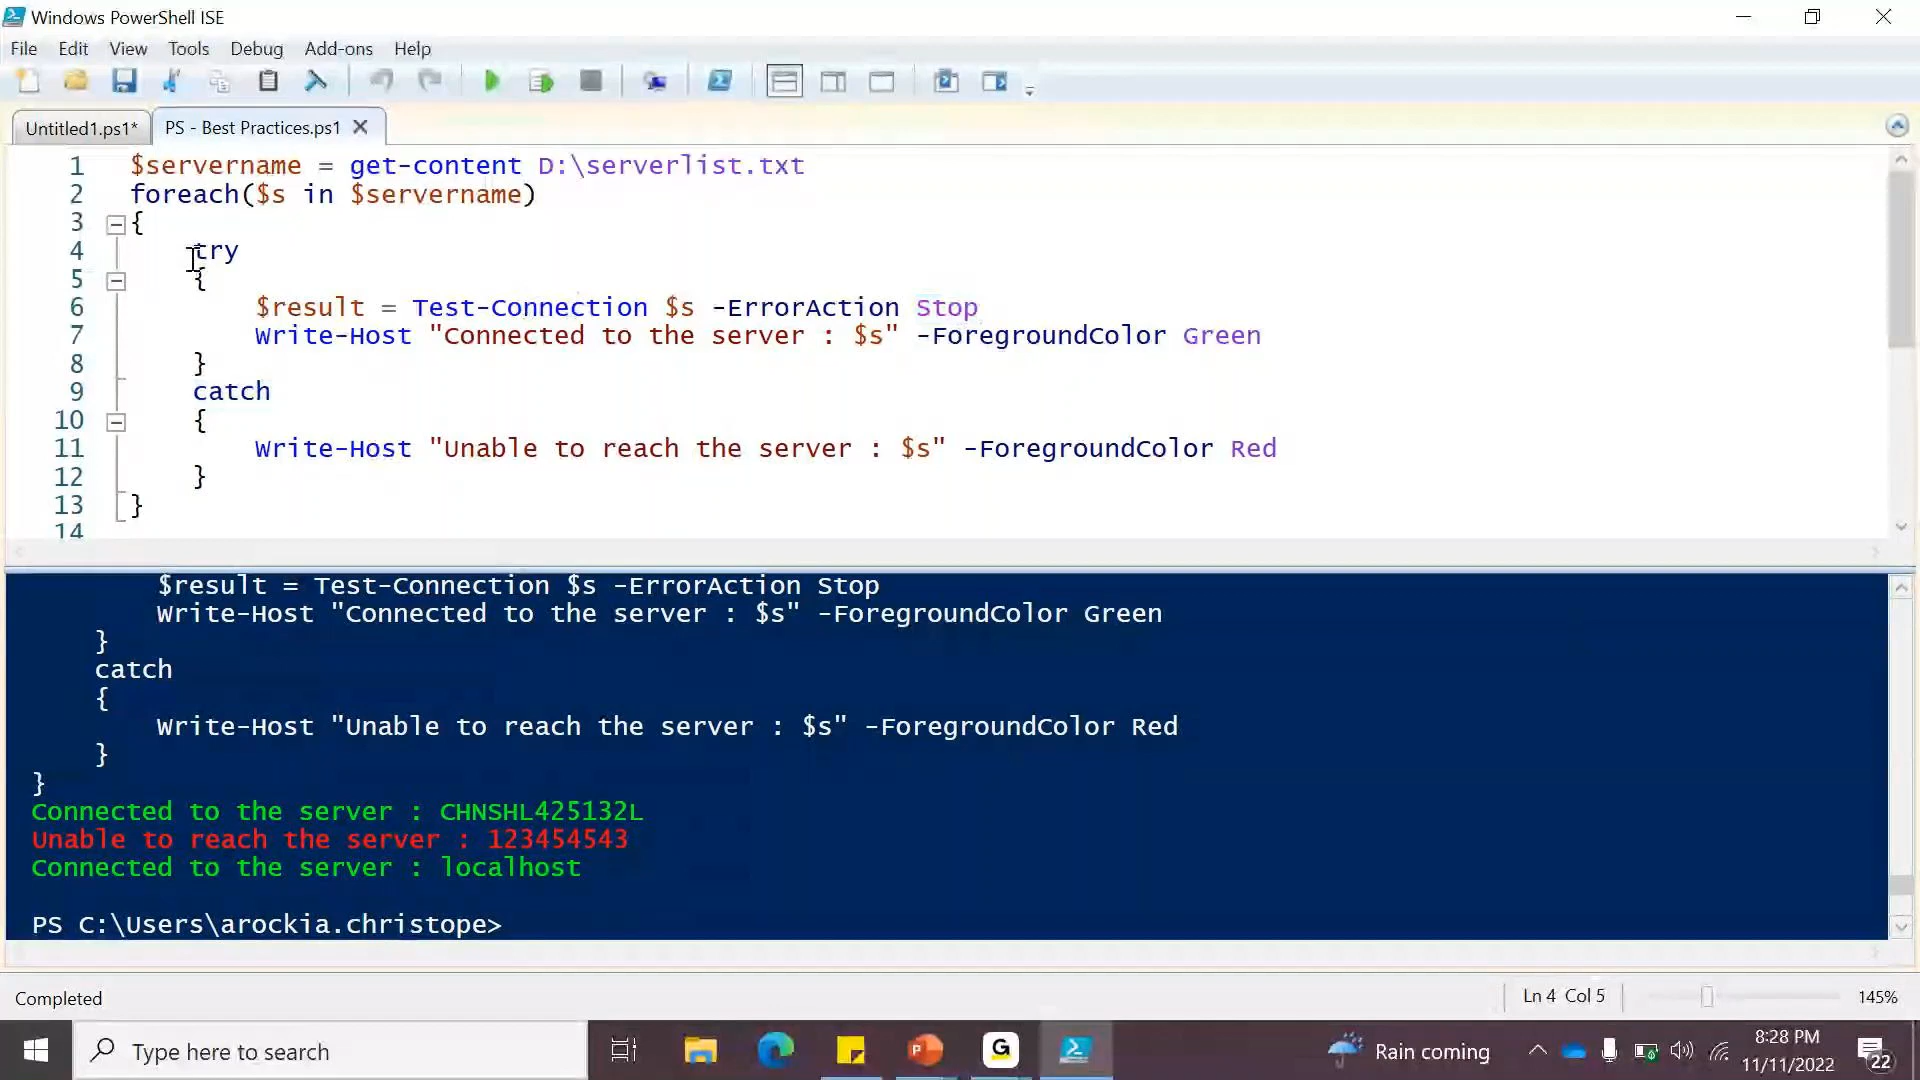 Windows PowerShell ISE
File Edit View Tools Debug Add-ons Help
Untitled1.ps1* PS - Best Practices.ps1
1 $servername = get-content D:\serverlist.txt
2 foreach($s in $servername)
3 {
4     try
5     {
6         $result = Test-Connection $s -ErrorAction Stop
7         Write-Host "Connected to the server : $s" -ForegroundColor Green
8     }
9     catch
10     {
11         Write-Host "Unable to reach the server : $s" -ForegroundColor Red
12     }
13 }
14
        $result = Test-Connection $s -ErrorAction Stop
        Write-Host "Connected to the server : $s" -ForegroundColor Green
    }
    catch
    {
        Write-Host "Unable to reach the server : $s" -ForegroundColor Red
    }
}
Connected to the server : CHNSHL425132L
Unable to reach the server : 123454543
Connected to the server : localhost
PS C:\Users\arockia.christope>
Completed Ln 4 Col 5 145%
Type here to search P G Rain coming 8:28 PM
11/11/2022 22